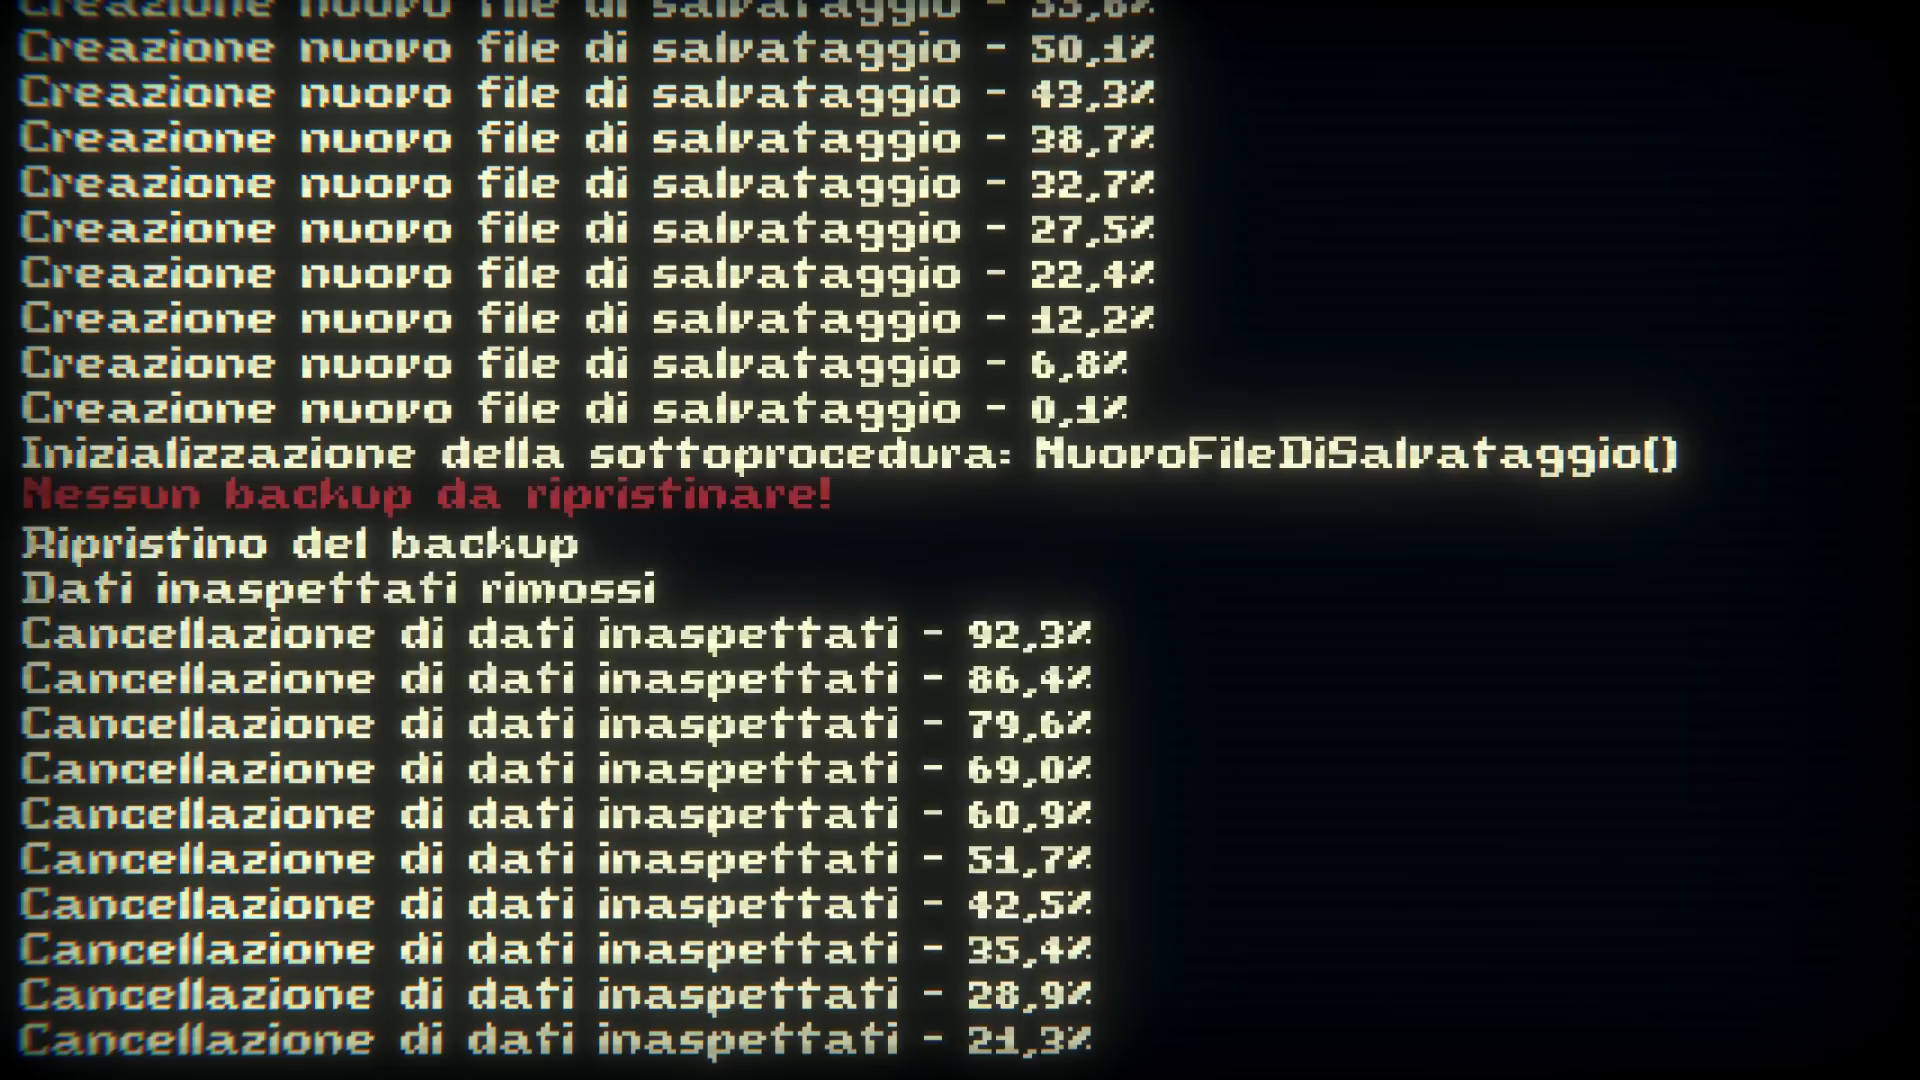 Creazione nuovo file di salvataggio - 55,6%
Creazione nuovo file di salvataggio - 50,1%
Creazione nuovo file di salvataggio - 43,3%
Creazione nuovo file di salvataggio - 38,7%
Creazione nuovo file di salvataggio - 32,7%
Creazione nuovo file di salvataggio - 27,5%
Creazione nuovo file di salvataggio - 22,4%
Creazione nuovo file di salvataggio - 12,2%
Creazione nuovo file di salvataggio - 6,8%
Creazione nuovo file di salvataggio - 0,1%
Inizializzazione della sottoprocedura: NuovoFileDiSalvataggio()
Nessun backup da ripristinare!
Ripristino del backup
Dati inaspettati rimossi
Cancellazione di dati inaspettati - 92,3%
Cancellazione di dati inaspettati - 86,4%
Cancellazione di dati inaspettati - 79,6%
Cancellazione di dati inaspettati - 69,0%
Cancellazione di dati inaspettati - 60,9%
Cancellazione di dati inaspettati - 51,7%
Cancellazione di dati inaspettati - 42,5%
Cancellazione di dati inaspettati - 35,4%
Cancellazione di dati inaspettati - 28,9%
Cancellazione di dati inaspettati - 21,3%